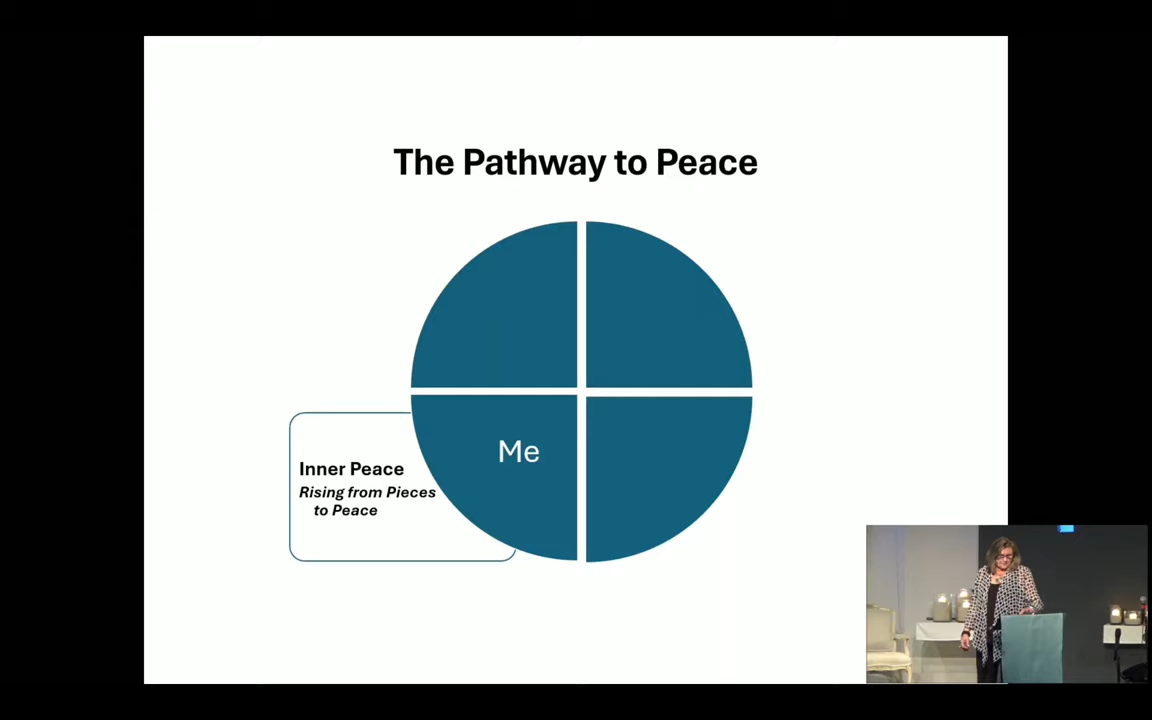 The Pathway to Peace
Me
Inner Peace
Rising from Pieces
to Peace